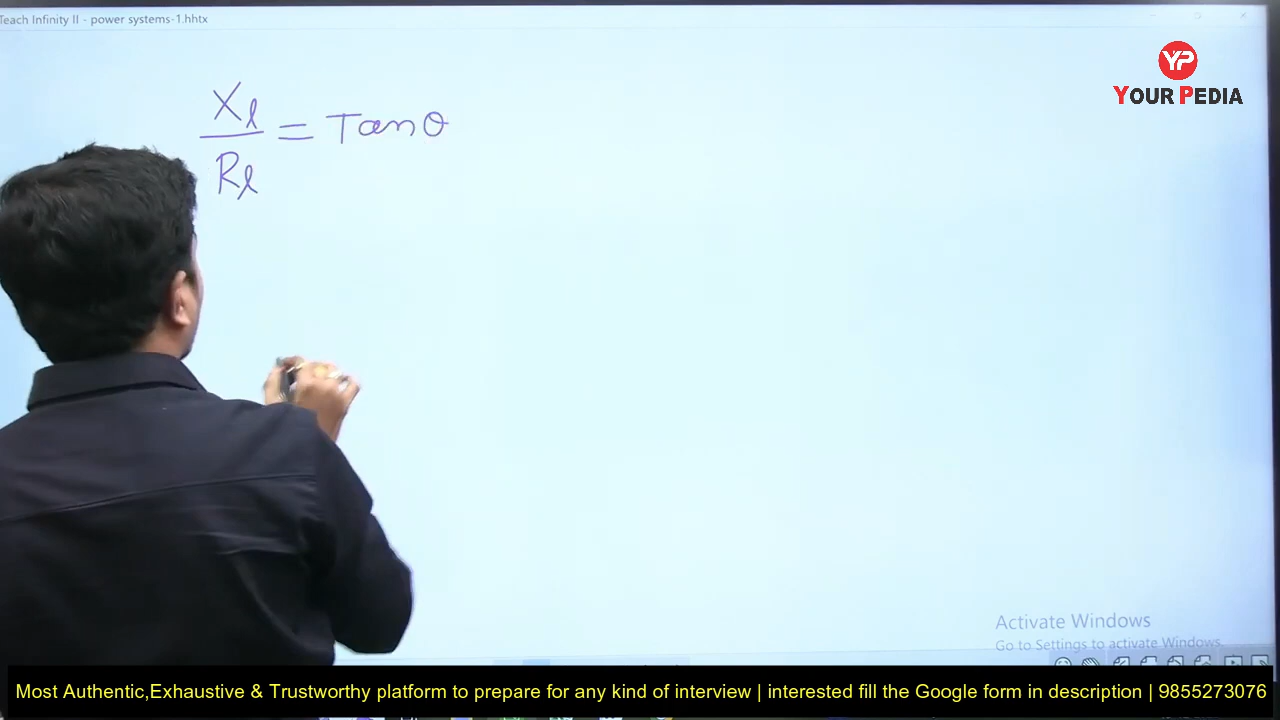 Teach Infinity II - power systems-1.hhtx
YP
YOUR PEDIA
Xl
Rl
= Tanθ
Activate Windows
Go to Settings to activate Windows.
Most Authentic,Exhaustive & Trustworthy platform to prepare for any kind of interview | interested fill the Google form in description | 9855273076